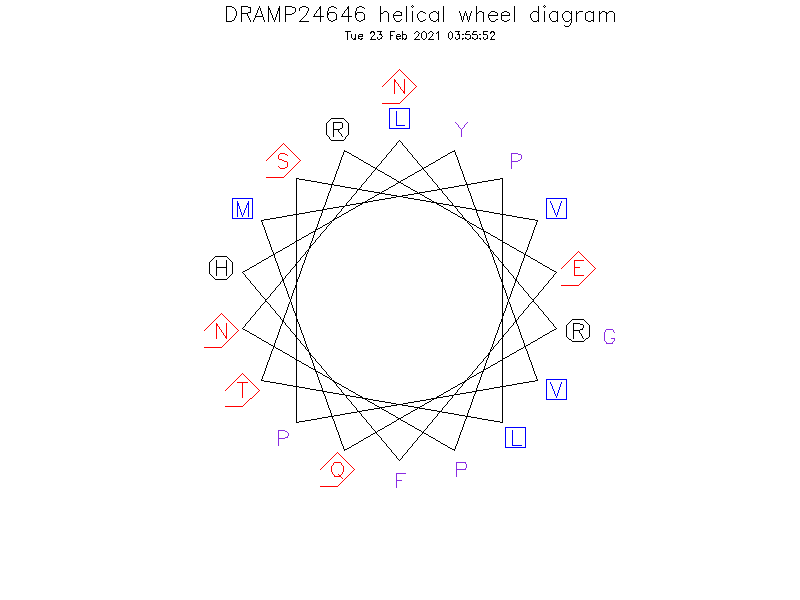 DRAMP24646 helical wheel diagram
Tue 23 Feb 2021 03:55:52
N
L
R
Y
S
P
M
V
H
E
N
R
G
T
V
P
L
Q
P
F